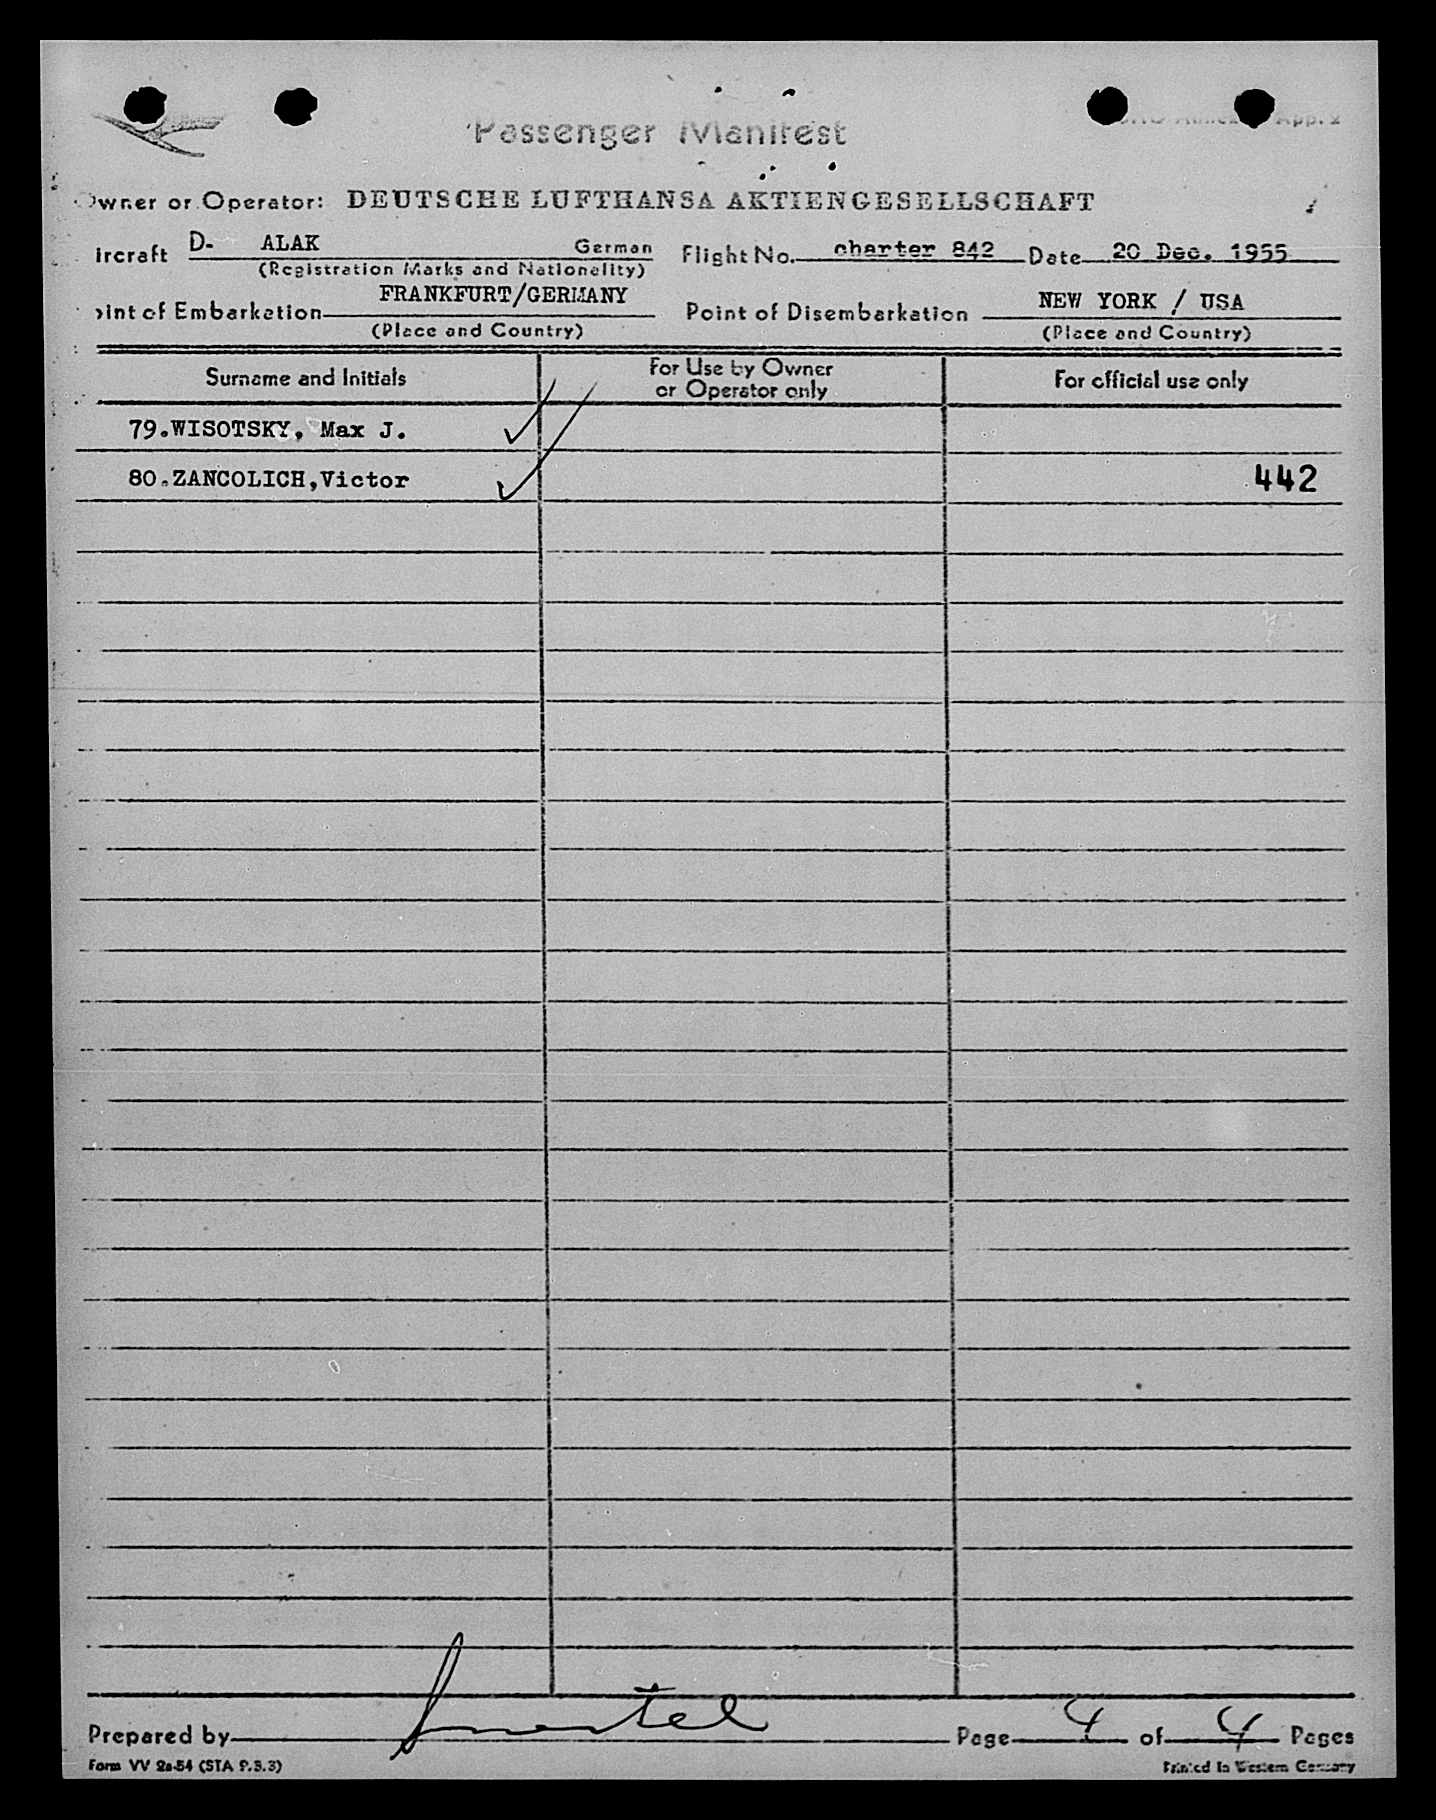 Passenger Manifest
App. 2
Owner or Operator: DEUTSCHE LUFTHANSA AKTIENGESELLSCHAFT
ircraft D- ALAK German Flight No. charter 842 Date 20 Dec. 1955
(Registration Marks and Nationality)
oint of Embarkation FRANKFURT/GERMANY Point of Disembarkation NEW YORK / USA
(Place and Country) (Place and Country)
Surname and Initials For Use by Owner or Operator only For official use only
79.WISOTSKY, Max J.
80.ZANCOLICH,Victor 442
Prepared by Page 4 of 4 Pages
Form VV 2a-54 (STA P.S.3) Printed in Western Germany